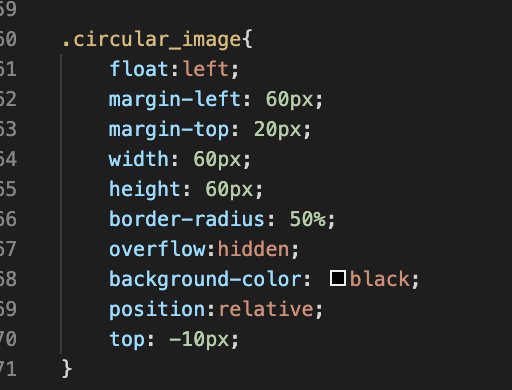 59
60 .circular_image{
61 float:left;
62 margin-left: 60px;
63 margin-top: 20px;
64 width: 60px;
65 height: 60px;
66 border-radius: 50%;
67 overflow:hidden;
68 background-color: black;
69 position:relative;
70 top: -10px;
71 }